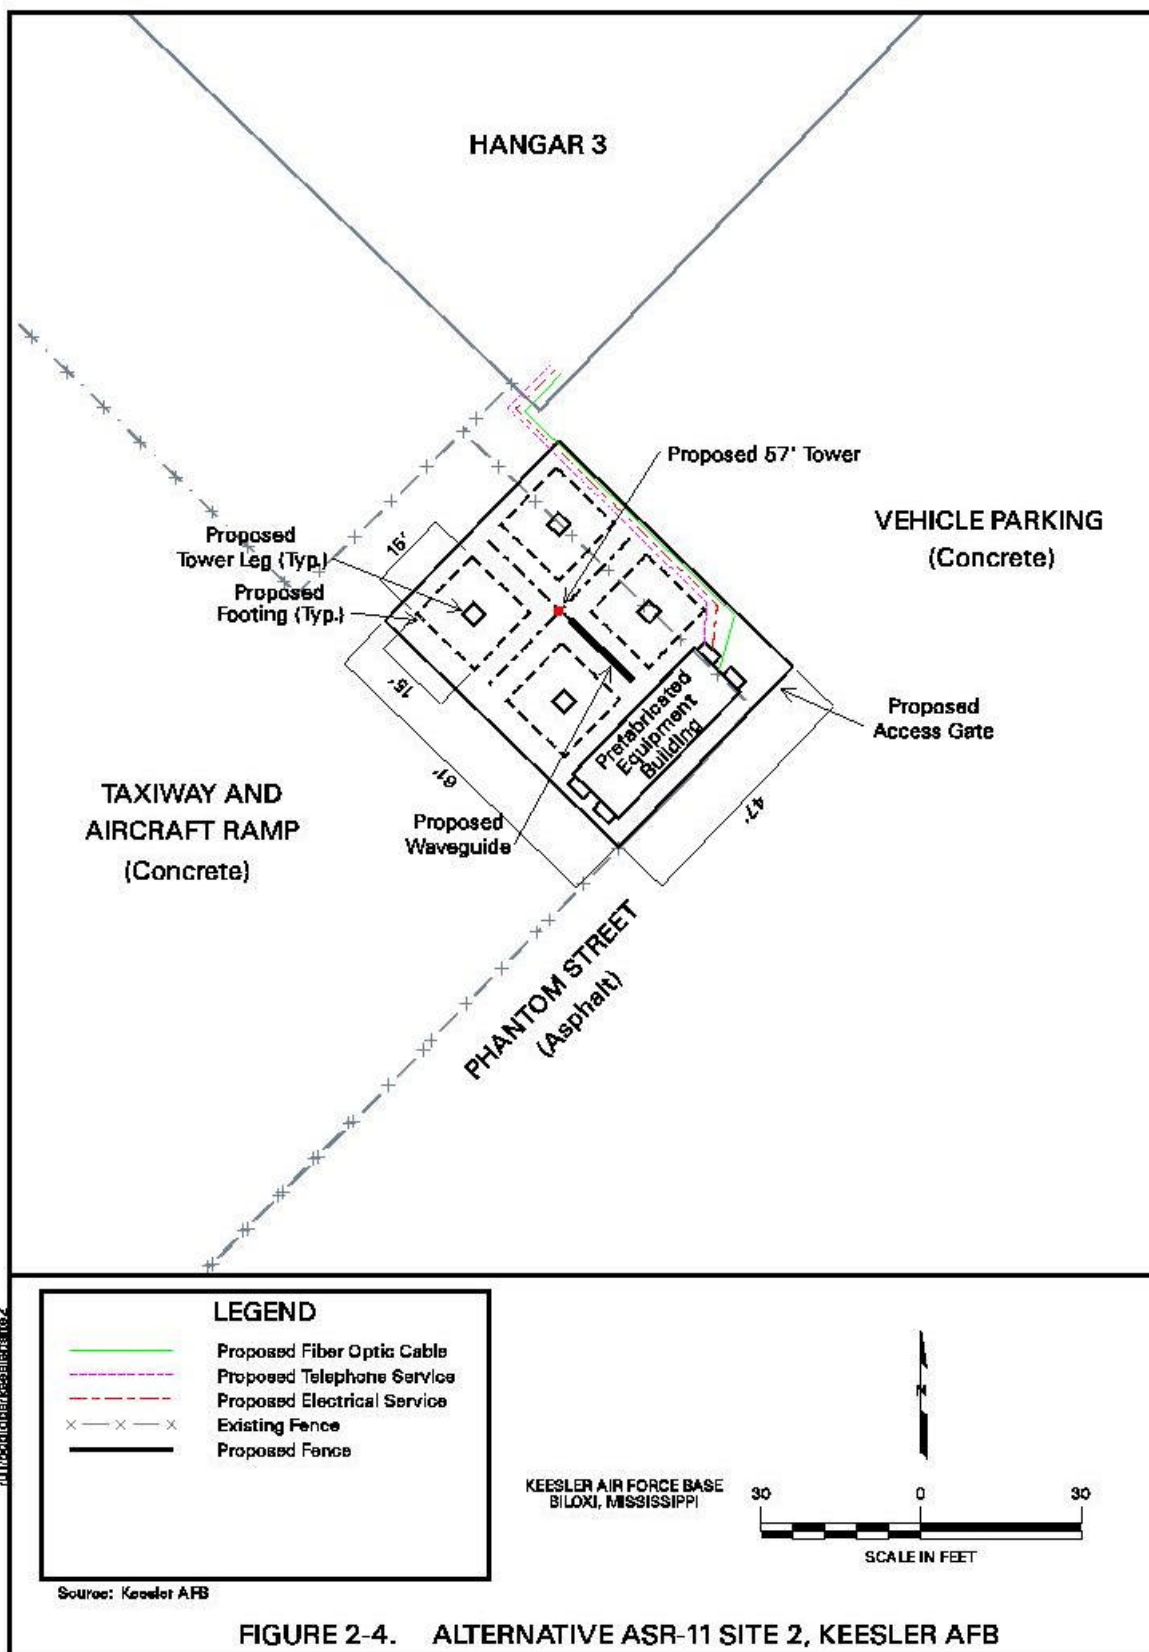 HANGAR 3
Proposed 57' Tower
VEHICLE PARKING
(Concrete)
Proposed
Tower Leg (Typ.)
15'
Proposed
Footing (Typ.)
15'
Prefabricated
Equipment
Building
Proposed
Access Gate
61'
47'
TAXIWAY AND
AIRCRAFT RAMP
(Concrete)
Proposed
Waveguide
PHANTOM STREET
(Asphalt)
LEGEND
Proposed Fiber Optic Cable
Proposed Telephone Service
Proposed Electrical Service
Existing Fence
Proposed Fence
N
KEESLER AIR FORCE BASE
BILOXI, MISSISSIPPI
30 0 30
SCALE IN FEET
Source: Keesler AFB
FIGURE 2-4. ALTERNATIVE ASR-11 SITE 2, KEESLER AFB